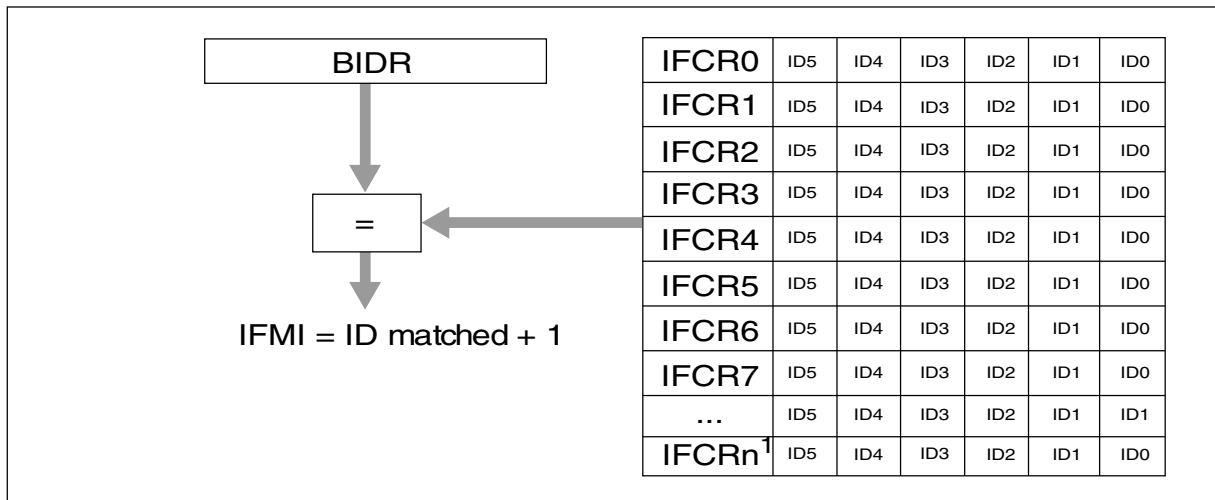 BIDR
=
IFMI = ID matched + 1
IFCR0 ID5 ID4 ID3 ID2 ID1 ID0
IFCR1 ID5 ID4 ID3 ID2 ID1 ID0
IFCR2 ID5 ID4 ID3 ID2 ID1 ID0
IFCR3 ID5 ID4 ID3 ID2 ID1 ID0
IFCR4 ID5 ID4 ID3 ID2 ID1 ID0
IFCR5 ID5 ID4 ID3 ID2 ID1 ID0
IFCR6 ID5 ID4 ID3 ID2 ID1 ID0
IFCR7 ID5 ID4 ID3 ID2 ID1 ID0
... ID5 ID4 ID3 ID2 ID1 ID1
IFCRn1 ID5 ID4 ID3 ID2 ID1 ID0